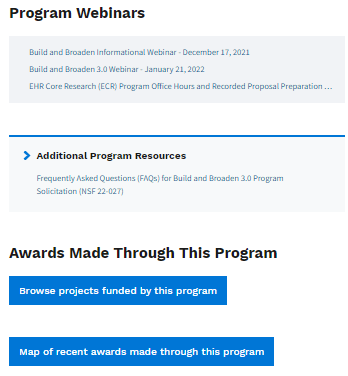 Program Webinars
Build and Broaden Informational Webinar - December 17, 2021
Build and Broaden 3.0 Webinar - January 21, 2022
EHR Core Research (ECR) Program Office Hours and Recorded Proposal Preparation ...
Additional Program Resources
Frequently Asked Questions (FAQs) for Build and Broaden 3.0 Program
Solicitation (NSF 22-027)
Awards Made Through This Program
Browse projects funded by this program
Map of recent awards made through this program